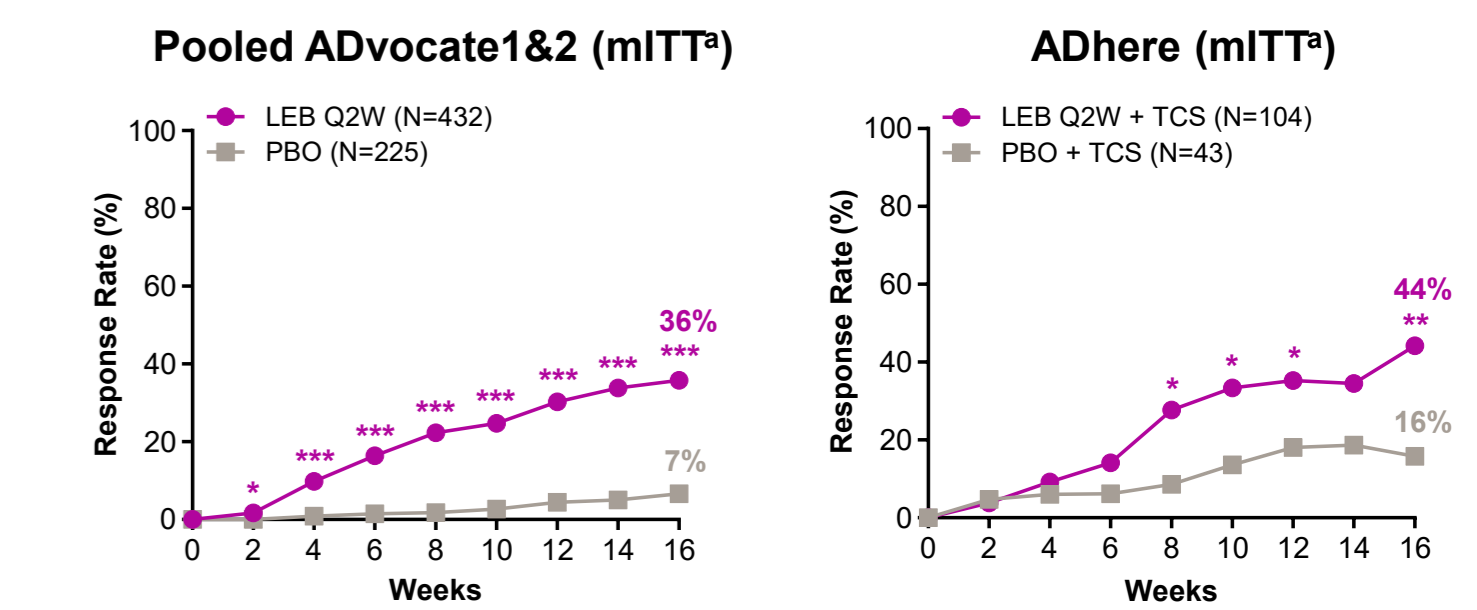 Pooled ADvocate1&2 (mITTᵃ)
LEB Q2W (N=432)
PBO (N=225)
Response Rate (%)
100
80
60
40
20
0
36%
***
***
***
***
***
***
***
*
7%
0 2 4 6 8 10 12 14 16
Weeks
ADhere (mITTᵃ)
LEB Q2W + TCS (N=104)
PBO + TCS (N=43)
Response Rate (%)
100
80
60
40
20
0
44%
**
*
*
*
16%
0 2 4 6 8 10 12 14 16
Weeks